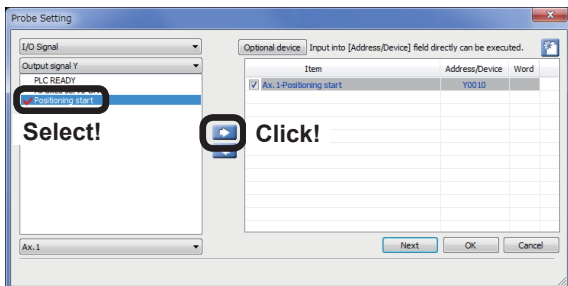 Probe Setting
I/O Signal
Optional device
Input into [Address/Device] field directly can be executed.
Output signal Y
Item Address/Device Word
PLC READY
Ax. 1-Positioning start Y0010
Positioning start
Select!
Click!
Ax. 1
Next OK Cancel